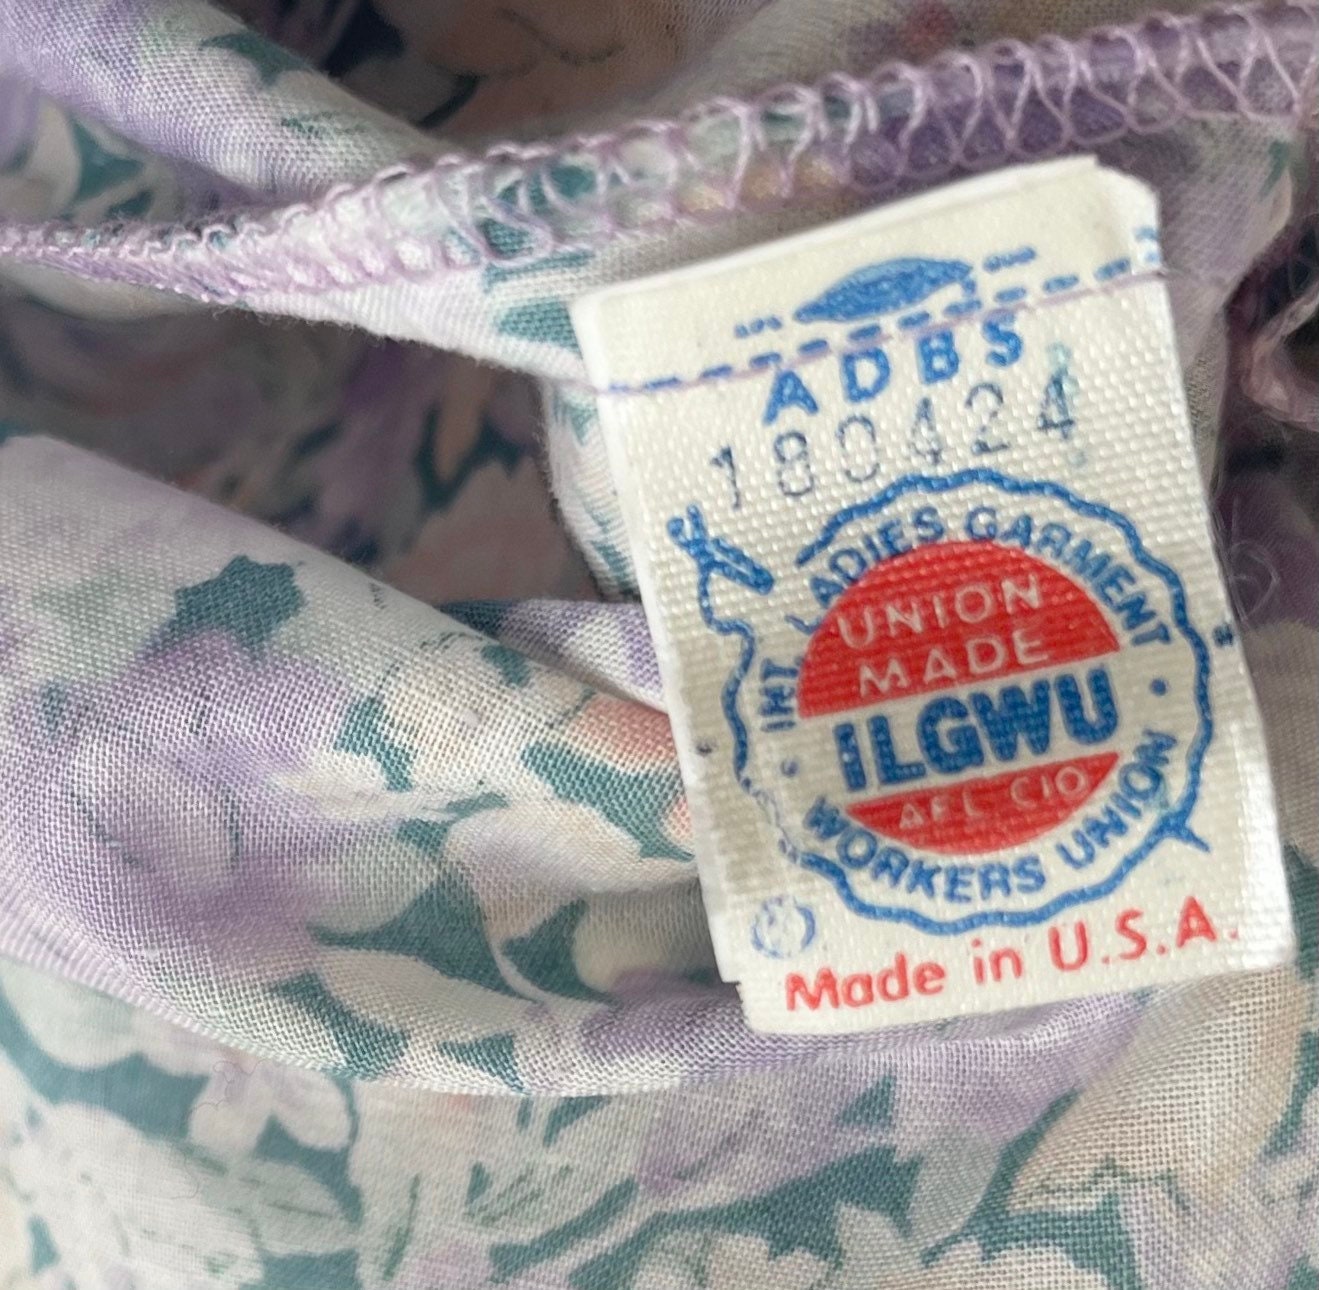 ADBS
180424
INT. LADIES GARMENT
UNION
MADE
ILGWU
AFL CIO
WORKERS UNION
Made in U.S.A.